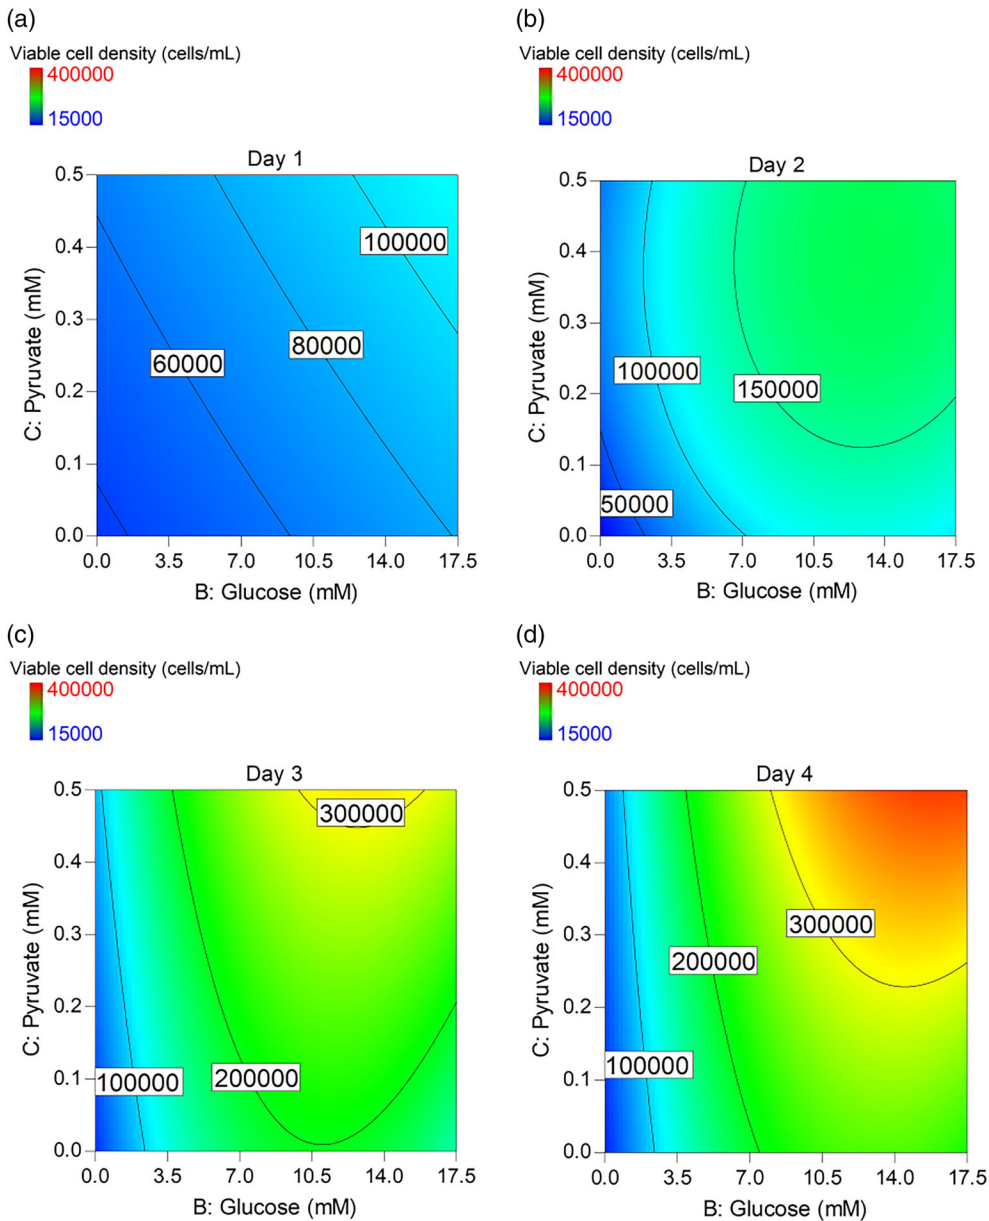 (a)
Viable cell density (cells/mL)
400000
15000
Day 1
0.5
0.4
0.3
0.2
0.1
0.0
C: Pyruvate (mM)
100000
80000
60000
0.0 3.5 7.0 10.5 14.0 17.5
B: Glucose (mM)
(b)
Viable cell density (cells/mL)
400000
15000
Day 2
0.5
0.4
0.3
0.2
0.1
0.0
C: Pyruvate (mM)
100000
150000
50000
0.0 3.5 7.0 10.5 14.0 17.5
B: Glucose (mM)
(c)
Viable cell density (cells/mL)
400000
15000
Day 3
0.5
0.4
0.3
0.2
0.1
0.0
C: Pyruvate (mM)
300000
200000
100000
0.0 3.5 7.0 10.5 14.0 17.5
B: Glucose (mM)
(d)
Viable cell density (cells/mL)
400000
15000
Day 4
0.5
0.4
0.3
0.2
0.1
0.0
C: Pyruvate (mM)
300000
200000
100000
0.0 3.5 7.0 10.5 14.0 17.5
B: Glucose (mM)